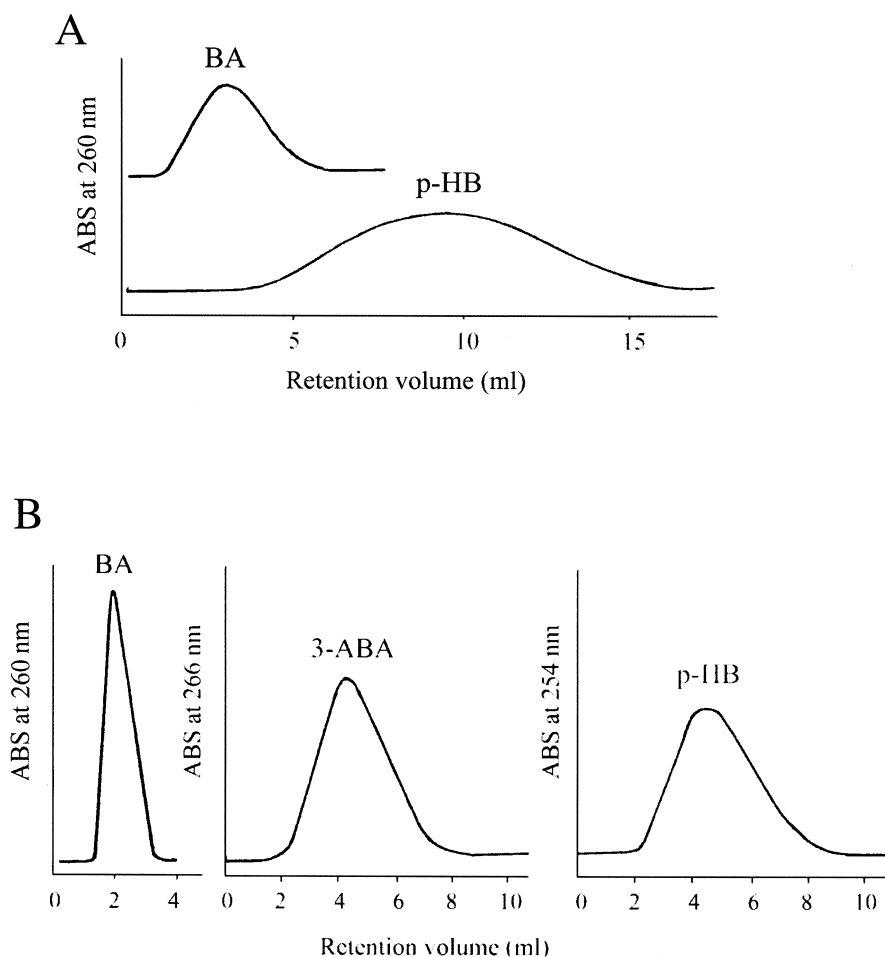 A
BA
ABS at 260 nm
p-HB
0 5 10 15
Retention volume (ml)
B
BA
ABS at 260 nm
0 2 4
3-ABA
ABS at 266 nm
0 2 4 6 8 10
p-HB
ABS at 254 nm
0 2 4 6 8 10
Retention volume (ml)